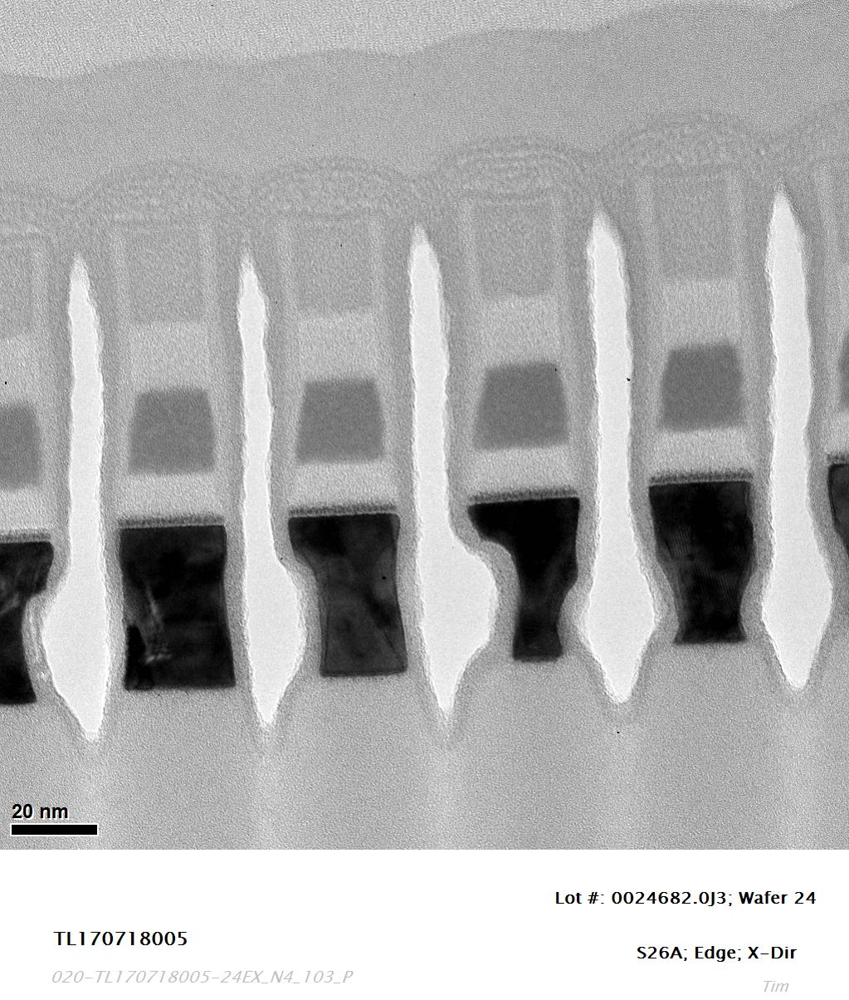 20 nm
Lot #: 0024682.0J3; Wafer 24
TL170718005
S26A; Edge; X-Dir
020-TL170718005-24EX_N4_103_P
Tim